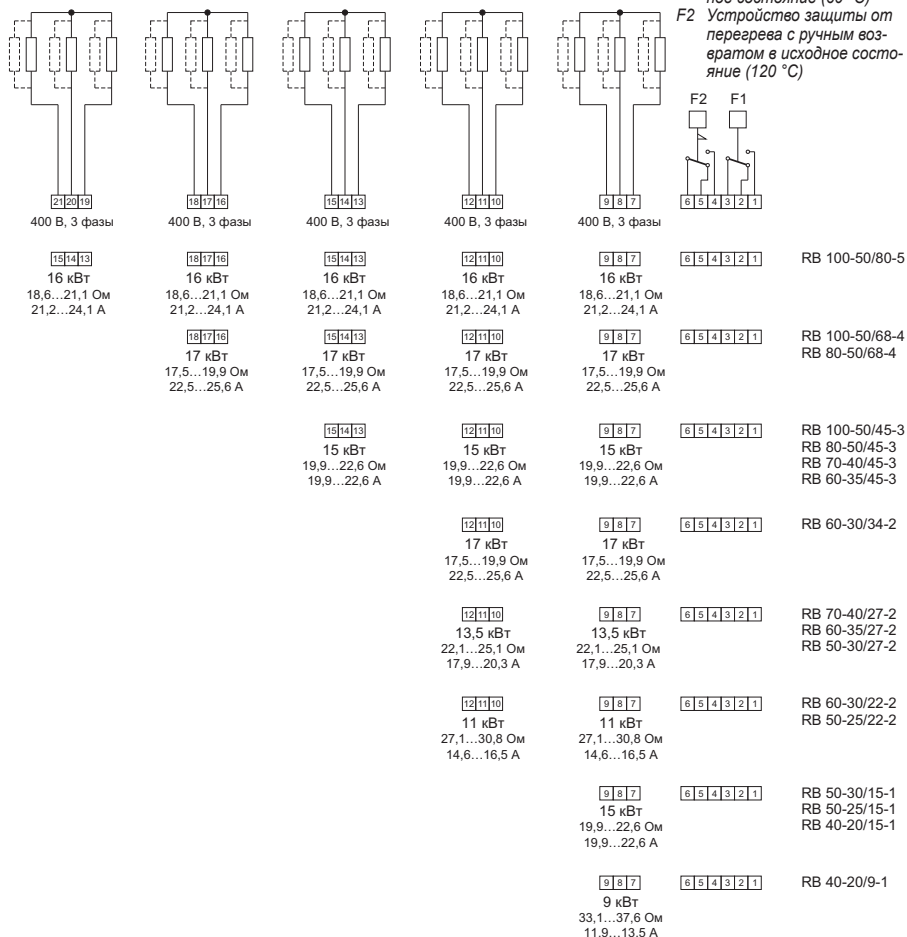 F2 Устройство защиты от
перегрева с ручным воз-
вратом в исходное состо-
яние (120 °C)
F2 F1
21 20 19 18 17 16 15 14 13 12 11 10 9 8 7 6 5 4 3 2 1
400 В, 3 фазы 400 В, 3 фазы 400 В, 3 фазы 400 В, 3 фазы 400 В, 3 фазы
15 14 13 18 17 16 15 14 13 12 11 10 9 8 7 6 5 4 3 2 1 RB 100-50/80-5
16 кВт 16 кВт 16 кВт 16 кВт 16 кВт
18,6…21,1 Ом 18,6…21,1 Ом 18,6…21,1 Ом 18,6…21,1 Ом 18,6…21,1 Ом
21,2…24,1 А 21,2…24,1 А 21,2…24,1 А 21,2…24,1 А 21,2…24,1 А
18 17 16 15 14 13 12 11 10 9 8 7 6 5 4 3 2 1 RB 100-50/68-4
17 кВт 17 кВт 17 кВт 17 кВт RB 80-50/68-4
17,5…19,9 Ом 17,5…19,9 Ом 17,5…19,9 Ом 17,5…19,9 Ом
22,5…25,6 А 22,5…25,6 А 22,5…25,6 А 22,5…25,6 А
15 14 13 12 11 10 9 8 7 6 5 4 3 2 1 RB 100-50/45-3
15 кВт 15 кВт 15 кВт RB 80-50/45-3
19,9…22,6 Ом 19,9…22,6 Ом 19,9…22,6 Ом RB 70-40/45-3
19,9…22,6 А 19,9…22,6 А 19,9…22,6 А RB 60-35/45-3
12 11 10 9 8 7 6 5 4 3 2 1 RB 60-30/34-2
17 кВт 17 кВт
17,5…19,9 Ом 17,5…19,9 Ом
22,5…25,6 А 22,5…25,6 А
12 11 10 9 8 7 6 5 4 3 2 1 RB 70-40/27-2
13,5 кВт 13,5 кВт RB 60-35/27-2
22,1…25,1 Ом 22,1…25,1 Ом RB 50-30/27-2
17,9…20,3 А 17,9…20,3 А
12 11 10 9 8 7 6 5 4 3 2 1 RB 60-30/22-2
11 кВт 11 кВт RB 50-25/22-2
27,1…30,8 Ом 27,1…30,8 Ом
14,6…16,5 А 14,6…16,5 А
9 8 7 6 5 4 3 2 1 RB 50-30/15-1
15 кВт RB 50-25/15-1
19,9…22,6 Ом RB 40-20/15-1
19,9…22,6 А
9 8 7 6 5 4 3 2 1 RB 40-20/9-1
9 кВт
33,1…37,6 Ом
11,9…13,5 А